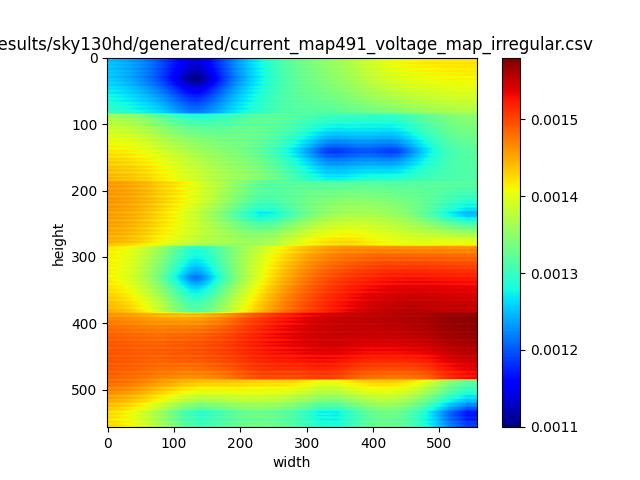 esults/sky130hd/generated/current_map491_voltage_map_irregular.csv
0
100
200
300
400
500
height
0 100 200 300 400 500
width
0.0015
0.0014
0.0013
0.0012
0.0011